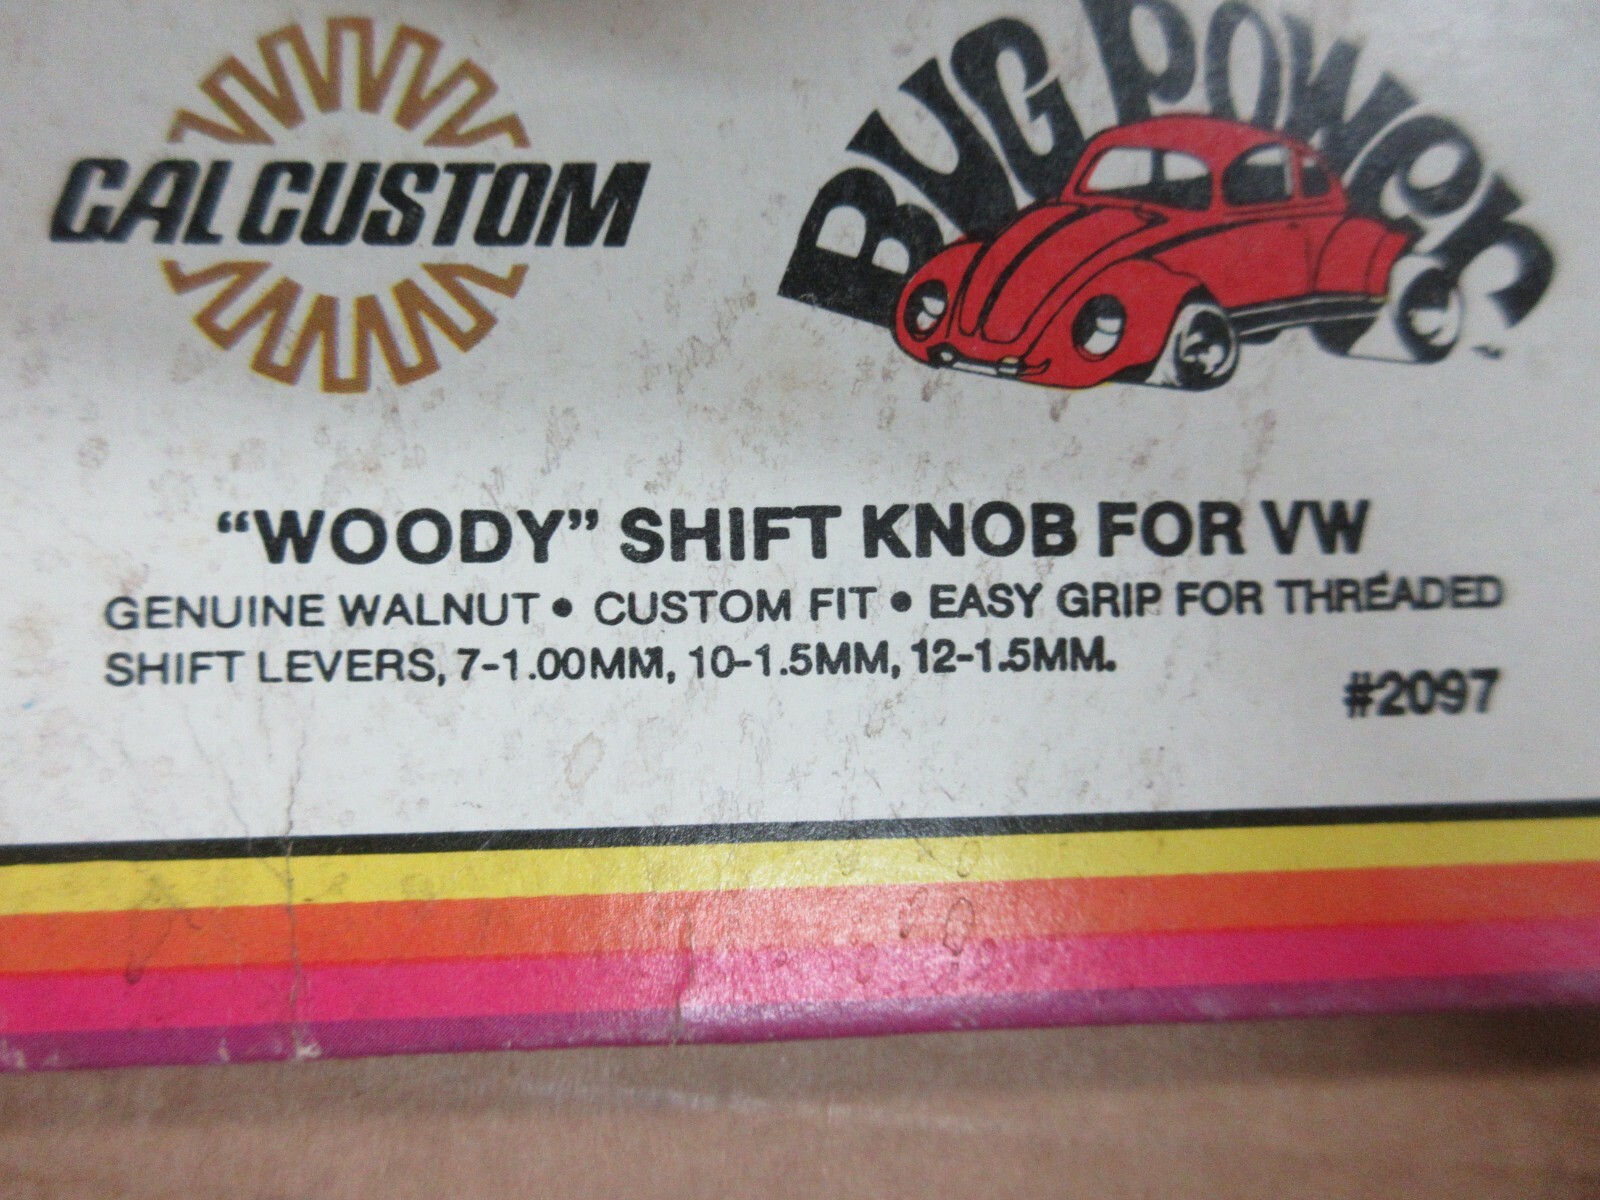 CAL CUSTOM
BUG POWER
™
“WOODY” SHIFT KNOB FOR VW
GENUINE WALNUT • CUSTOM FIT • EASY GRIP FOR THREADED
SHIFT LEVERS, 7-1.00MM, 10-1.5MM, 12-1.5MM.
#2097